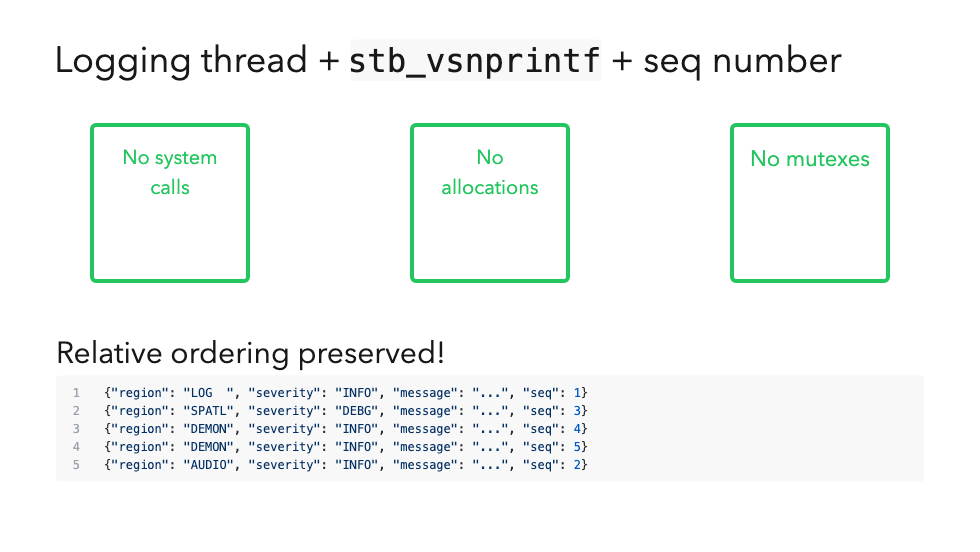 Logging thread + stb_vsnprintf + seq number
No system
calls
No
allocations
No mutexes
Relative ordering preserved!
1 {"region": "LOG  ", "severity": "INFO", "message": "...", "seq": 1}
2 {"region": "SPATL", "severity": "DEBG", "message": "...", "seq": 3}
3 {"region": "DEMON", "severity": "INFO", "message": "...", "seq": 4}
4 {"region": "DEMON", "severity": "INFO", "message": "...", "seq": 5}
5 {"region": "AUDIO", "severity": "INFO", "message": "...", "seq": 2}